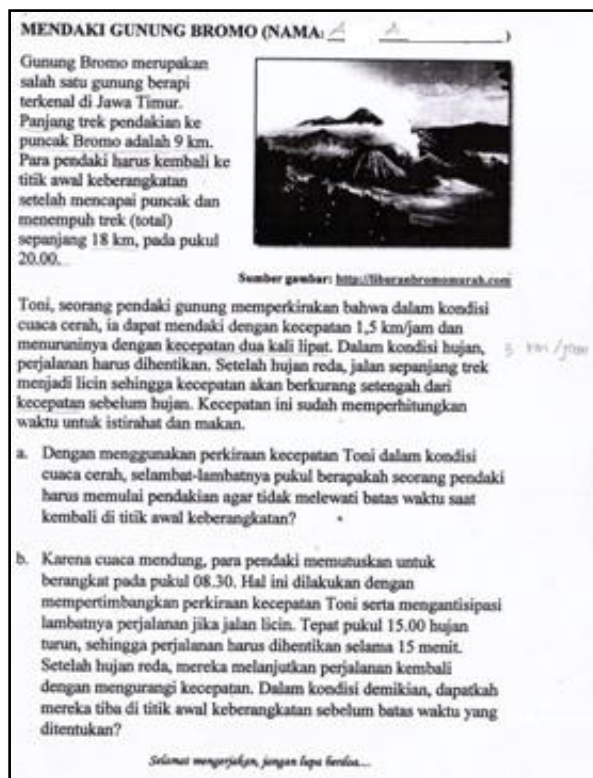 MENDAKI GUNUNG BROMO (NAMA: )
Gunung Bromo merupakan
salah satu gunung berapi
terkenal di Jawa Timur.
Panjang trek pendakian ke
puncak Bromo adalah 9 km.
Para pendaki harus kembali ke
titik awal keberangkatan
setelah mencapai puncak dan
menempuh trek (total)
sepanjang 18 km, pada pukul
20.00.
Sumber gambar: http://liburanbromomurah.com
Toni, seorang pendaki gunung memperkirakan bahwa dalam kondisi
cuaca cerah, ia dapat mendaki dengan kecepatan 1,5 km/jam dan
menuruninya dengan kecepatan dua kali lipat. Dalam kondisi hujan, 3 km/jam
perjalanan harus dihentikan. Setelah hujan reda, jalan sepanjang trek
menjadi licin sehingga kecepatan akan berkurang setengah dari
kecepatan sebelum hujan. Kecepatan ini sudah memperhitungkan
waktu untuk istirahat dan makan.
a. Dengan menggunakan perkiraan kecepatan Toni dalam kondisi
cuaca cerah, selambat-lambatnya pukul berapakah seorang pendaki
harus memulai pendakian agar tidak melewati batas waktu saat
kembali di titik awal keberangkatan?
b. Karena cuaca mendung, para pendaki memutuskan untuk
berangkat pada pukul 08.30. Hal ini dilakukan dengan
mempertimbangkan perkiraan kecepatan Toni serta mengantisipasi
lambatnya perjalanan jika jalan licin. Tepat pukul 15.00 hujan
turun, sehingga perjalanan harus dihentikan selama 15 menit.
Setelah hujan reda, mereka melanjutkan perjalanan kembali
dengan mengurangi kecepatan. Dalam kondisi demikian, dapatkah
mereka tiba di titik awal keberangkatan sebelum batas waktu yang
ditentukan?
Selamat mengerjakan, jangan lupa berdoa...